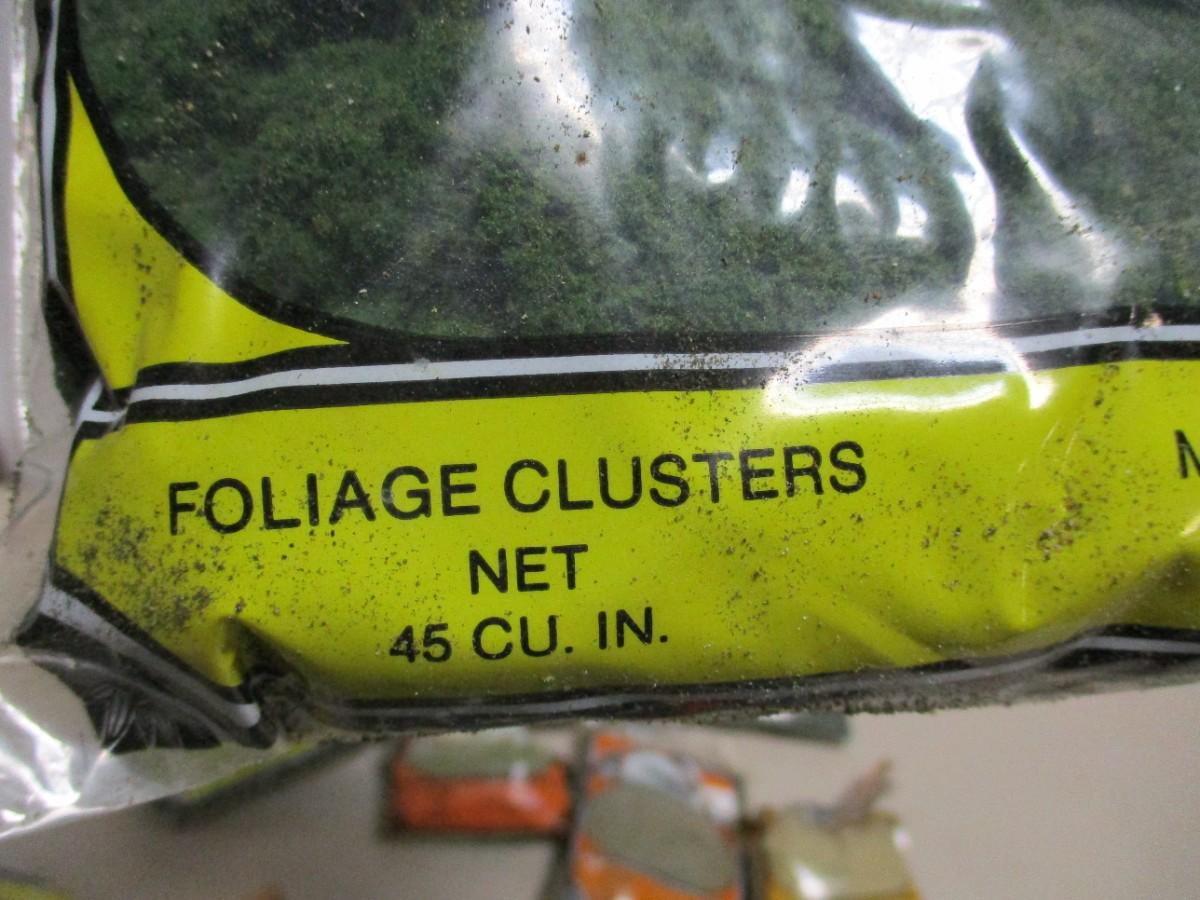 FOLIAGE CLUSTERS
NET
45 CU. IN.